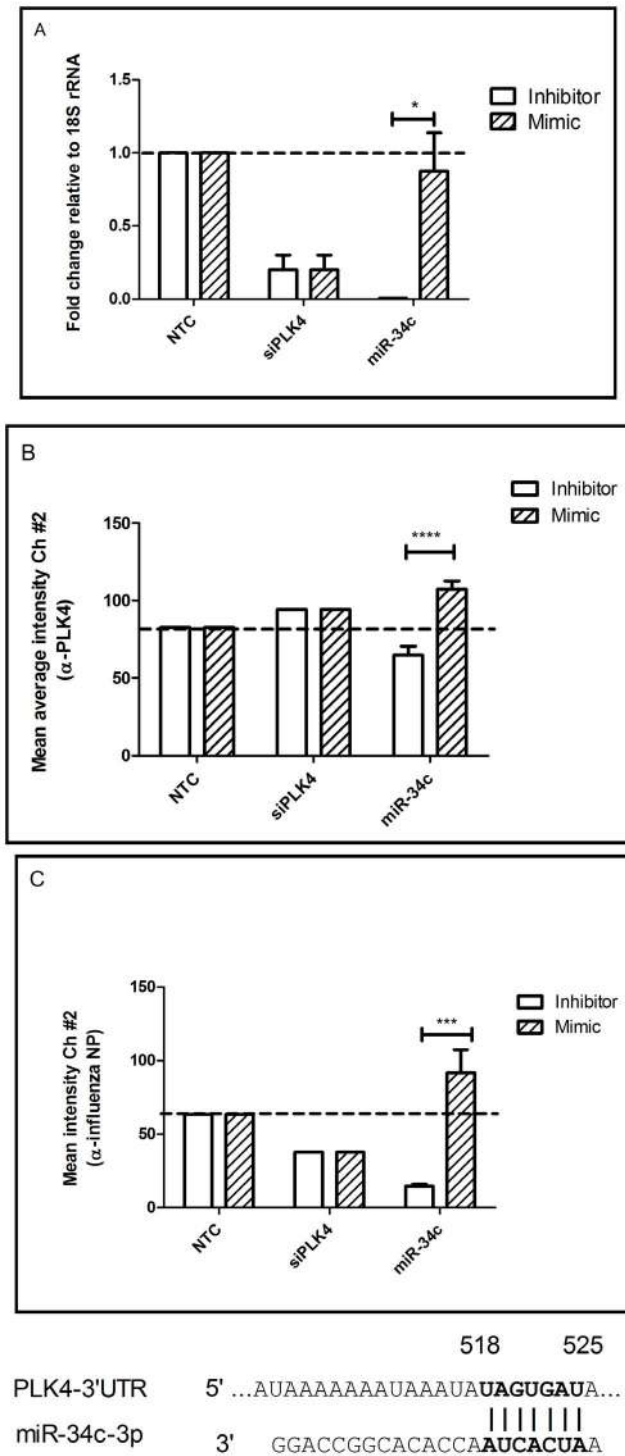 A
Fold change relative to 18S rRNA
1.5
1.0
0.5
0.0
*
Inhibitor
Mimic
NTC
siPLK4
miR-34c
B
Mean average intensity Ch #2
(α-PLK4)
150
100
50
0
****
Inhibitor
Mimic
NTC
siPLK4
miR-34c
C
Mean intensity Ch #2
(α-influenza NP)
150
100
50
0
***
Inhibitor
Mimic
NTC
siPLK4
miR-34c
518 525
PLK4-3'UTR 5' ...AUAAAAAAAUAAAUAUAGUGAUA...
miR-34c-3p 3' GGACCGGCACACCAAUCACUAA